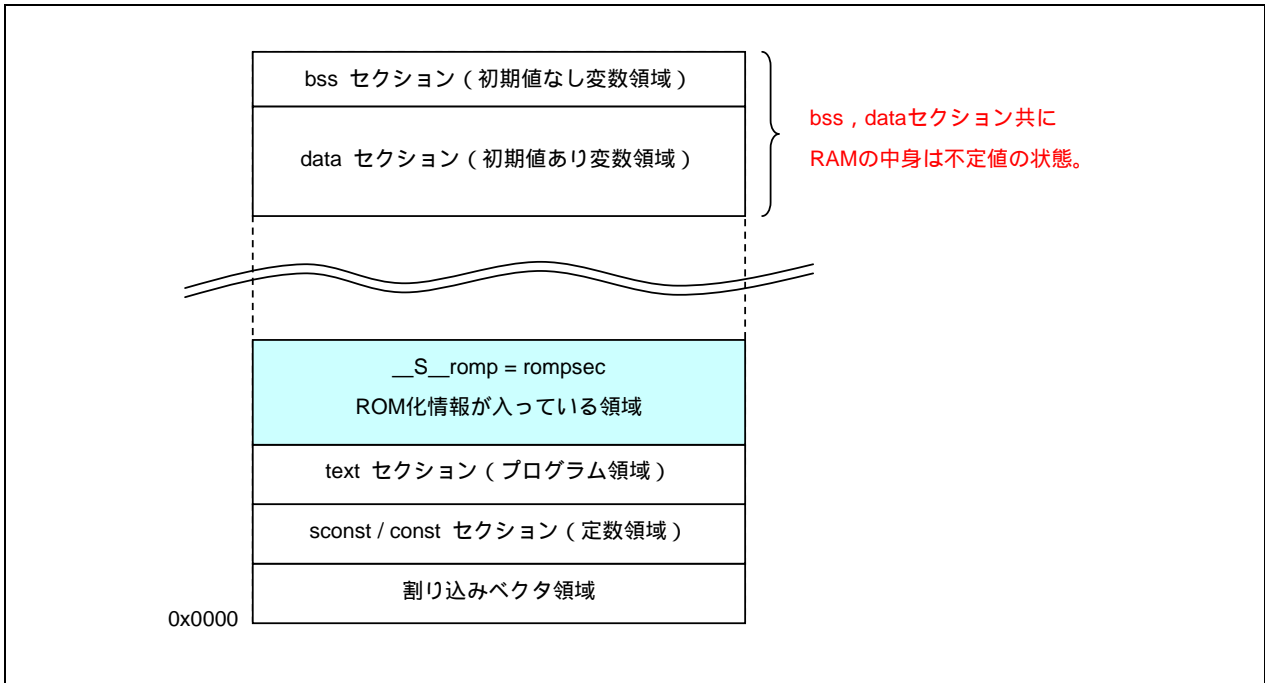 bss セクション ( 初期値なし変数領域 )
data セクション ( 初期値あり変数領域 )
bss , dataセクション共に
RAMの中身は不定値の状態。
__S__romp = rompsec
ROM化情報が入っている領域
text セクション ( プログラム領域 )
sconst / const セクション ( 定数領域 )
割り込みベクタ領域
0x0000